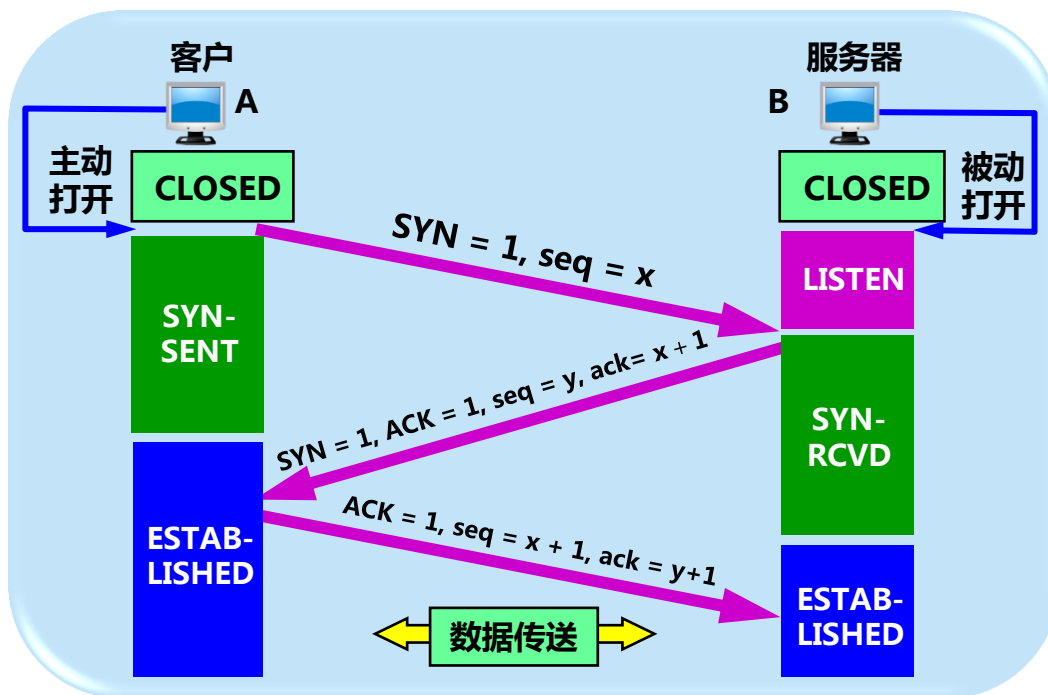 客户
服务器
A
B
主动
打开
CLOSED
CLOSED
被动
打开
SYN = 1, seq = x
LISTEN
SYN-
SENT
SYN = 1, ACK = 1, seq = y, ack= x + 1
SYN-
RCVD
ACK = 1, seq = x + 1, ack = y+1
ESTAB-
LISHED
ESTAB-
LISHED
数据传送